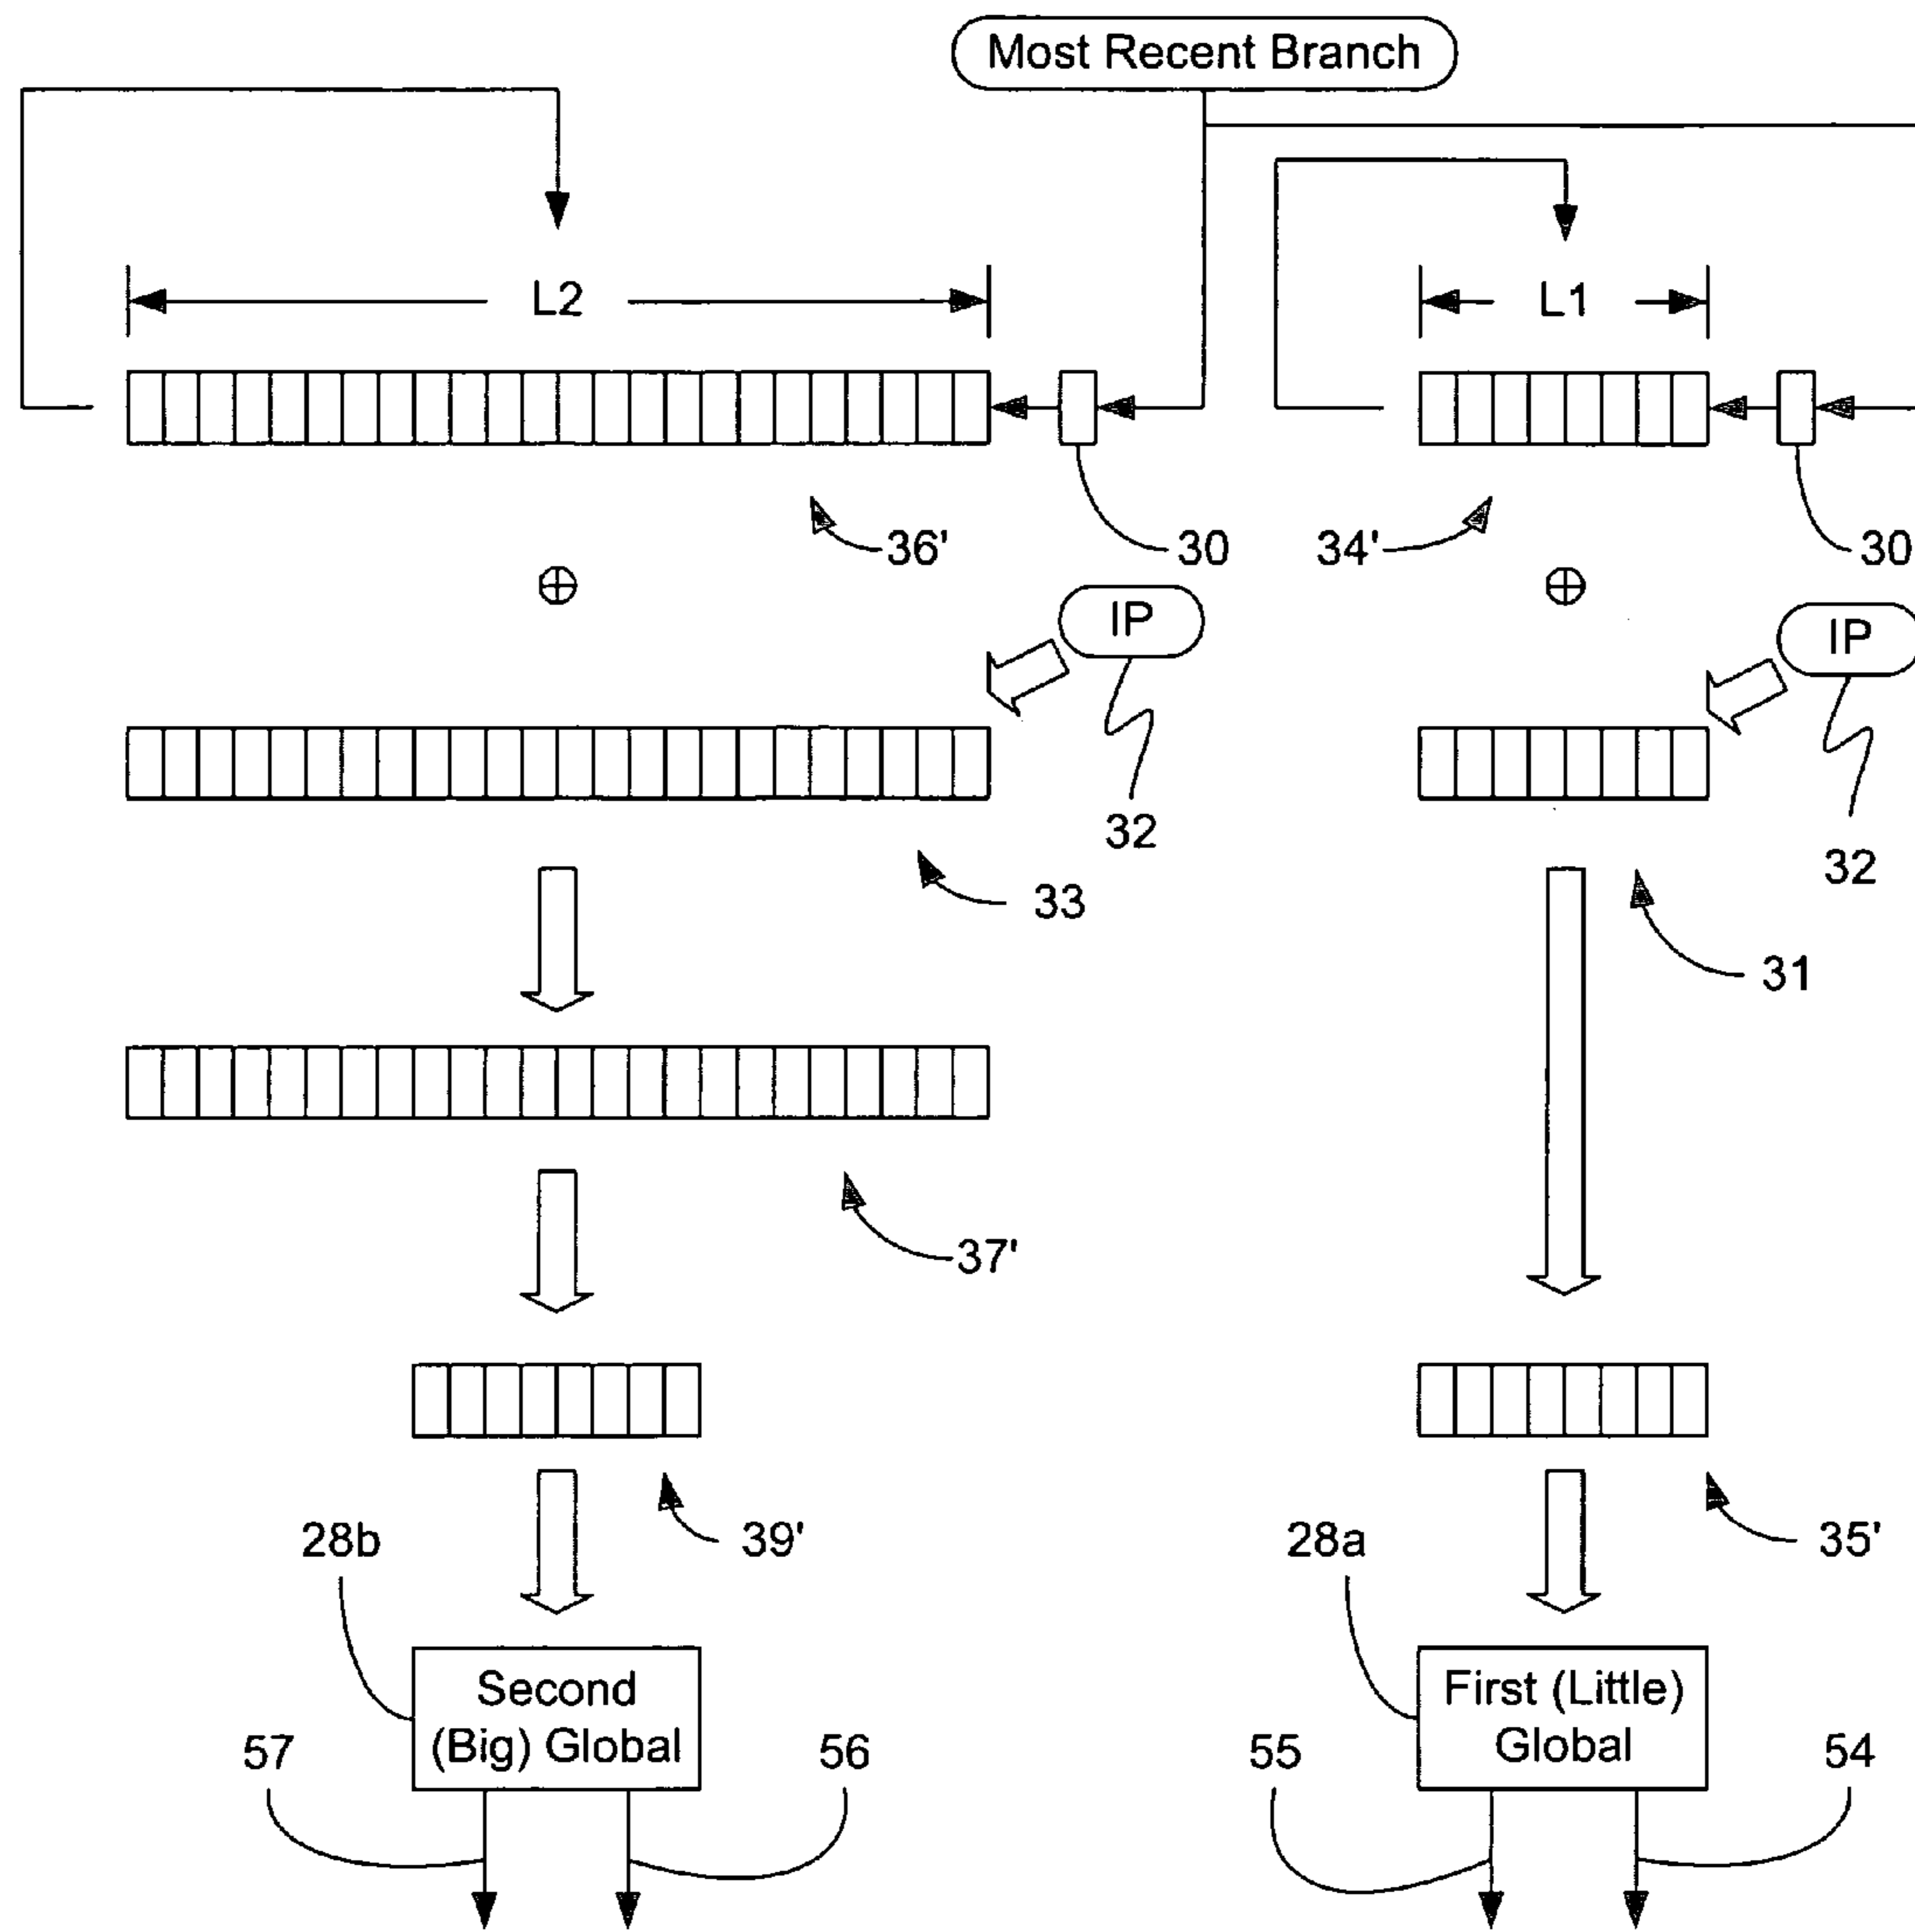 Most Recent Branch
L2
L1
36'
30
34'
30
IP
IP
32
32
33
31
37'
39'
35'
28b
28a
Second
(Big) Global
First (Little)
Global
57
56
55
54